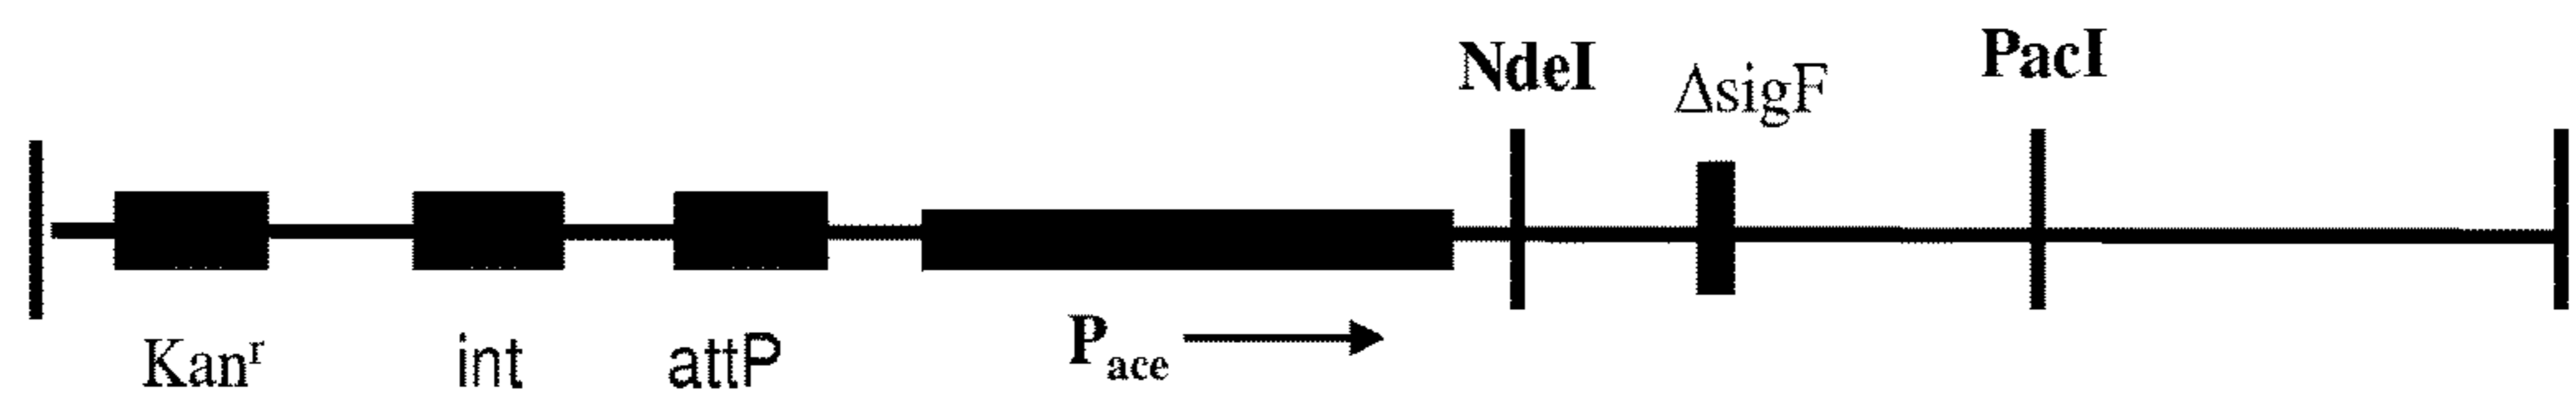 NdeI
ΔsigF
PacI
Kanʳ
int
attP
Pace